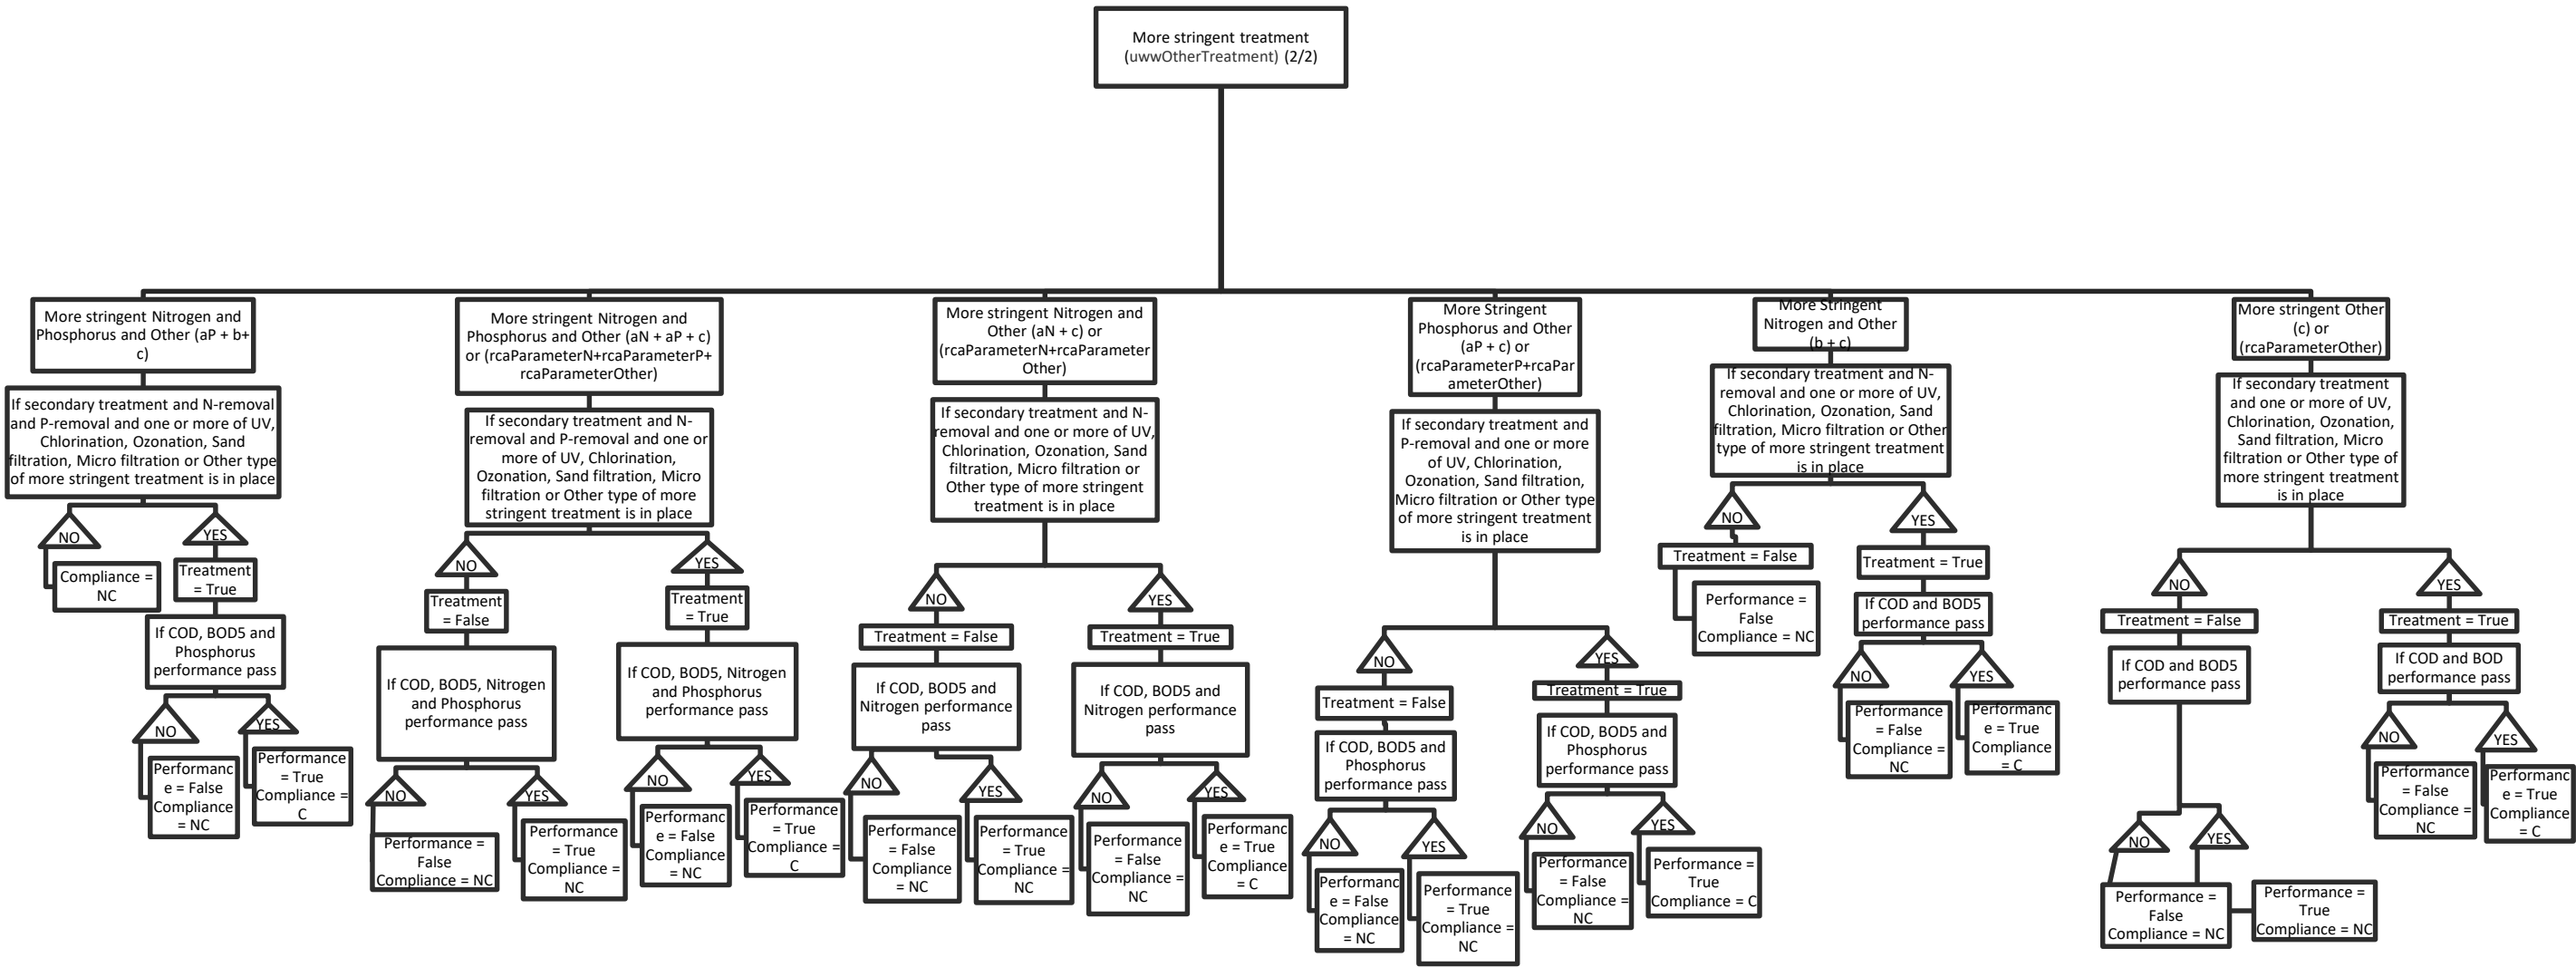 More stringent treatment
(uwwOtherTreatment) (2/2)
More stringent Nitrogen and
Phosphorus and Other (aP + b+
c)
If secondary treatment and N-removal
and P-removal and one or more of UV,
Chlorination, Ozonation, Sand
filtration, Micro filtration or Other type
of more stringent treatment is in place
NO
Compliance =
NC
YES
Treatment
= True
If COD, BOD5 and
Phosphorus
performance pass
NO
Performanc
e = False
Compliance
= NC
YES
Performance
= True
Compliance =
C
More stringent Nitrogen and
Phosphorus and Other (aN + aP + c)
or (rcaParameterN+rcaParameterP+
rcaParameterOther)
If secondary treatment and N-
removal and P-removal and one or
more of UV, Chlorination,
Ozonation, Sand filtration, Micro
filtration or Other type of more
stringent treatment is in place
NO
Treatment
= False
If COD, BOD5, Nitrogen
and Phosphorus
performance pass
NO
Performance =
False
Compliance = NC
YES
Performance
= True
Compliance =
NC
YES
Treatment
= True
If COD, BOD5, Nitrogen
and Phosphorus
performance pass
NO
Performanc
e = False
Compliance
= NC
YES
Performance
= True
Compliance =
C
More stringent Nitrogen and
Other (aN + c) or
(rcaParameterN+rcaParameter
Other)
If secondary treatment and N-
removal and one or more of UV,
Chlorination, Ozonation, Sand
filtration, Micro filtration or
Other type of more stringent
treatment is in place
NO
Treatment = False
If COD, BOD5 and
Nitrogen performance
pass
NO
Performance
= False
Compliance
= NC
YES
Performance
= True
Compliance =
NC
YES
Treatment = True
If COD, BOD5 and
Nitrogen performance
pass
NO
Performance
= False
Compliance =
NC
YES
Performanc
e = True
Compliance
= C
More Stringent
Phosphorus and Other
(aP + c) or
(rcaParameterP+rcaPar
ameterOther)
If secondary treatment and
P-removal and one or more
of UV, Chlorination,
Ozonation, Sand filtration,
Micro filtration or Other type
of more stringent treatment
is in place
NO
Treatment = False
If COD, BOD5 and
Phosphorus
performance pass
NO
Performanc
e = False
Compliance
= NC
YES
Performance
= True
Compliance =
NC
YES
Treatment = True
If COD, BOD5 and
Phosphorus
performance pass
NO
Performance
= False
Compliance =
NC
YES
Performance =
True
Compliance = C
More Stringent
Nitrogen and Other
(b + c)
If secondary treatment and N-
removal and one or more of UV,
Chlorination, Ozonation, Sand
filtration, Micro filtration or Other
type of more stringent treatment
is in place
NO
Treatment = False
Performance =
False
Compliance = NC
YES
Treatment = True
If COD and BOD5
performance pass
NO
Performance
= False
Compliance =
NC
YES
Performanc
e = True
Compliance
= C
More stringent Other
(c) or
(rcaParameterOther)
If secondary treatment
and one or more of UV,
Chlorination, Ozonation,
Sand filtration, Micro
filtration or Other type of
more stringent treatment
is in place
NO
Treatment = False
If COD and BOD5
performance pass
NO
YES
Performance =
False
Compliance = NC
Performance =
True
Compliance = NC
YES
Treatment = True
If COD and BOD
performance pass
NO
Performance
= False
Compliance =
NC
YES
Performanc
e = True
Compliance
= C